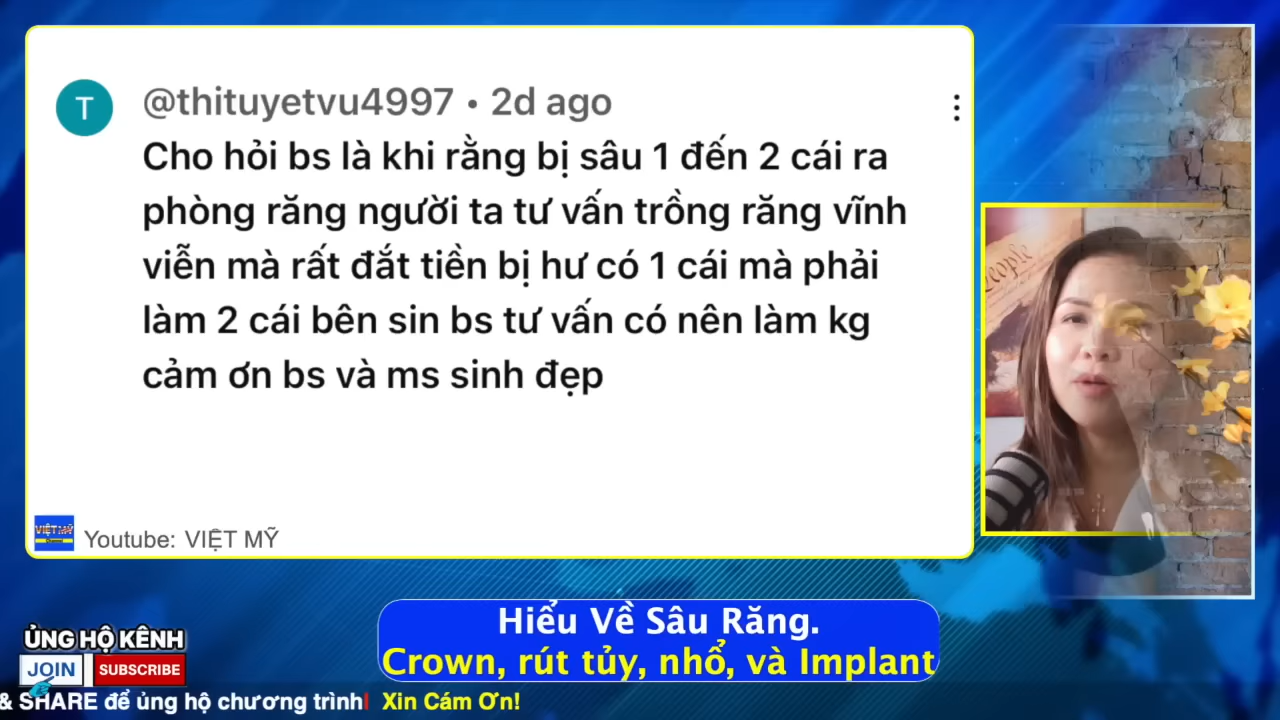 T
@thituyetvu4997 • 2d ago
Cho hỏi bs là khi rằng bị sâu 1 đến 2 cái ra
phòng răng người ta tư vấn trồng răng vĩnh
viễn mà rất đắt tiền bị hư có 1 cái mà phải
làm 2 cái bên sin bs tư vấn có nên làm kg
cảm ơn bs và ms sinh đẹp
VIỆT MỸ
Channel
Youtube: VIỆT MỸ
People
Hiểu Về Sâu Răng.
Crown, rút tủy, nhổ, và Implant
ỦNG HỘ KÊNH
JOIN
SUBSCRIBE
& SHARE để ủng hộ chương trình! Xin Cám Ơn!